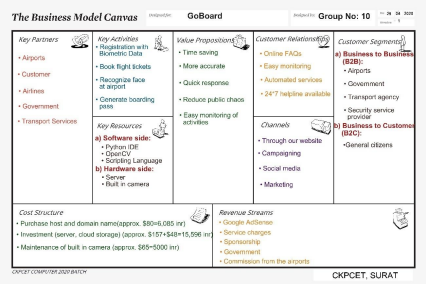 The Business Model Canvas
Designed for:
GoBoard
Designed for:
Group No: 10
Key Partners
• Airports
• Customer
• Airlines
• Government
• Transport Services
Key Activities
• Registration with
Biometric Data
• Book flight tickets
• Recognize face
at airport
• Generate boarding
pass
Key Resources
a) Software side:
• Python IDE
• OpenCV
• Scripting Language
b) Hardware side:
• Server
• Built in camera
Value Propositions
• Time saving
• More accurate
• Quick response
• Reduce public chaos
• Easy monitoring of
activities
Customer Relationships
• Online FAQs
• Easy monitoring
• Automated services
• 24*7 helpline available
Channels
• Through our website
• Campaigning
• Social media
• Marketing
Customer Segments
a) Business to Business
(B2B):
• Airports
• Government
• Transport agency
• Security service
provider
b) Business to Customer
(B2C):
•General citizens
Cost Structure
• Purchase host and domain name(approx. $80=6,085 inr)
• Investment (server, cloud storage) (approx. $157+$48=15,596 inr)
• Maintenance of built in camera (approx. $65=5000 inr)
Revenue Streams
• Google AdSense
• Service charges
• Sponsorship
• Government
• Commission from the airports
CKPCET COMPUTER 2020 BATCH
CKPCET, SURAT